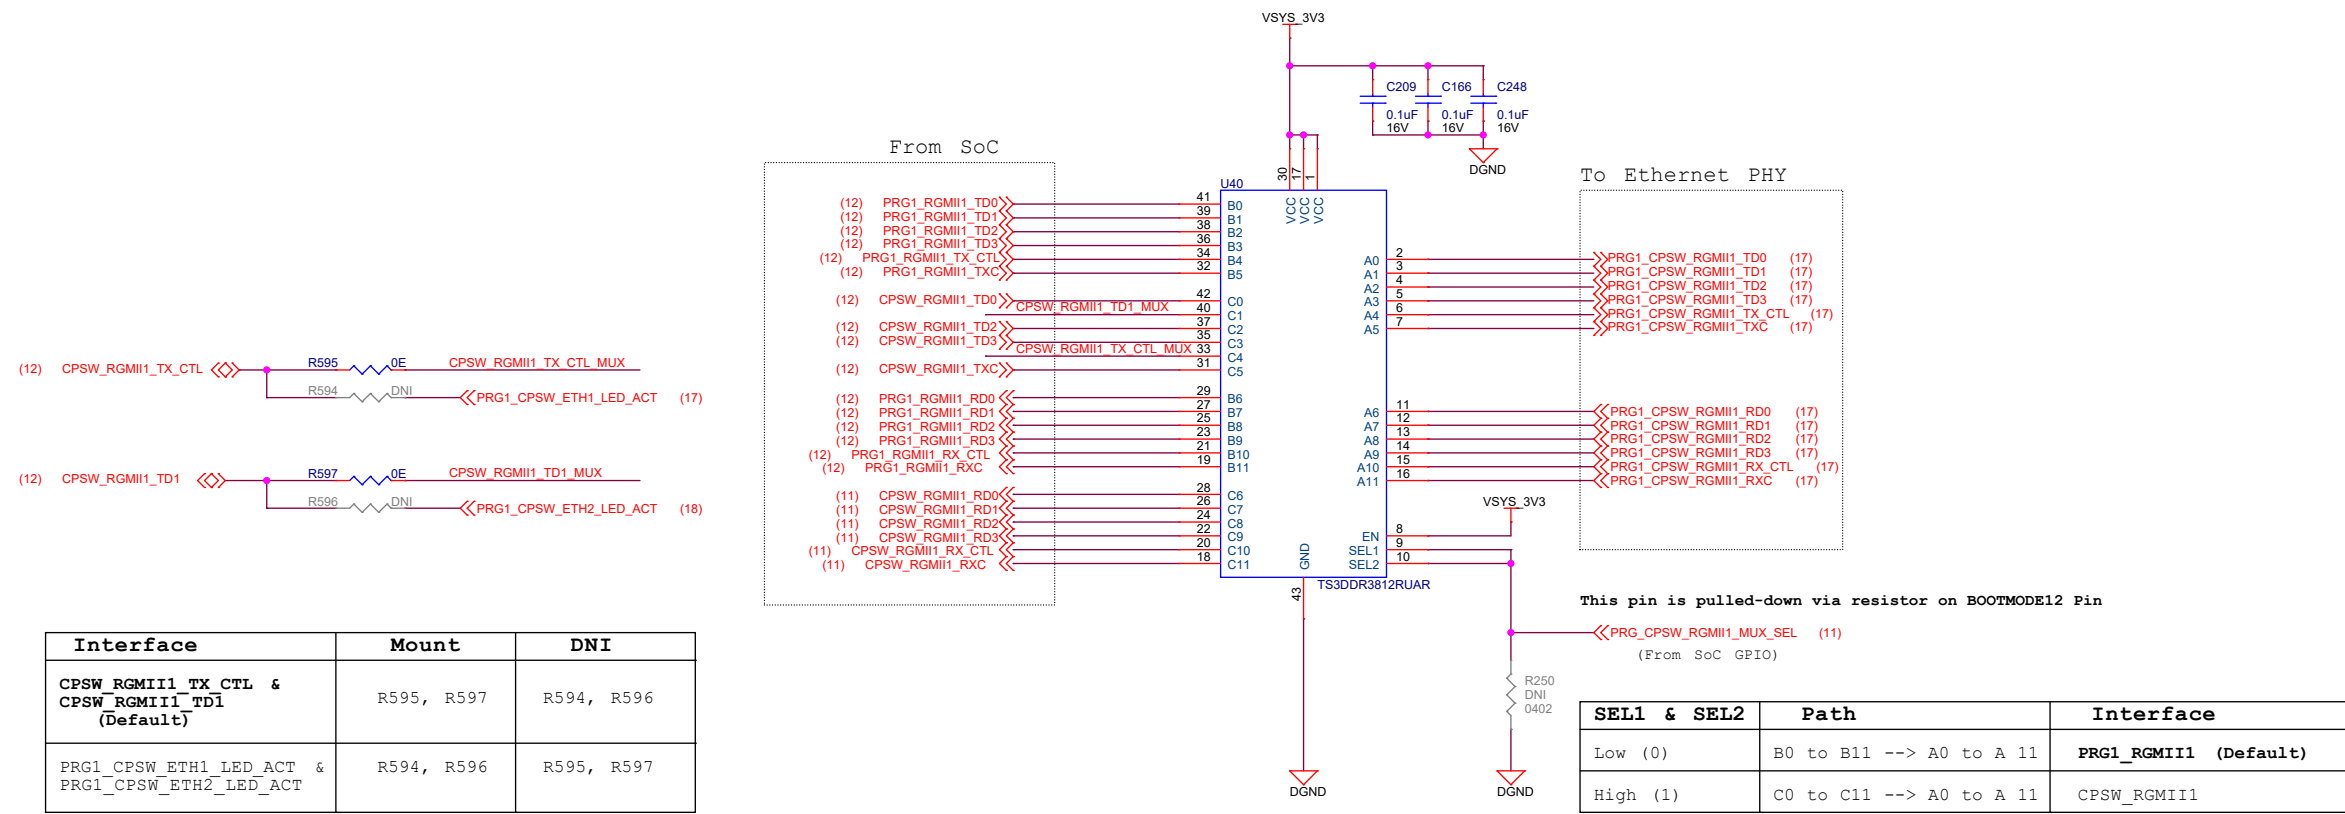 VSYS_3V3
C209
0.1uF
16V
C166
0.1uF
16V
C248
0.1uF
16V
DGND
From SoC
To Ethernet PHY
U40
30
17
1
VCC
VCC
VCC
(12) PRG1_RGMII1_TD0 41 B0
(12) PRG1_RGMII1_TD1 39 B1
(12) PRG1_RGMII1_TD2 38 B2
(12) PRG1_RGMII1_TD3 36 B3
(12) PRG1_RGMII1_TX_CTL 34 B4
(12) PRG1_RGMII1_TXC 32 B5
(12) CPSW_RGMII1_TD0 42 C0
CPSW_RGMII1_TD1_MUX 40 C1
(12) CPSW_RGMII1_TD2 37 C2
(12) CPSW_RGMII1_TD3 35 C3
CPSW_RGMII1_TX_CTL_MUX 33 C4
(12) CPSW_RGMII1_TXC 31 C5
(12) PRG1_RGMII1_RD0 29 B6
(12) PRG1_RGMII1_RD1 27 B7
(12) PRG1_RGMII1_RD2 25 B8
(12) PRG1_RGMII1_RD3 23 B9
(12) PRG1_RGMII1_RX_CTL 21 B10
(12) PRG1_RGMII1_RXC 19 B11
(11) CPSW_RGMII1_RD0 28 C6
(11) CPSW_RGMII1_RD1 26 C7
(11) CPSW_RGMII1_RD2 24 C8
(11) CPSW_RGMII1_RD3 22 C9
(11) CPSW_RGMII1_RX_CTL 20 C10
(11) CPSW_RGMII1_RXC 18 C11
A0 2 PRG1_CPSW_RGMII1_TD0 (17)
A1 3 PRG1_CPSW_RGMII1_TD1 (17)
A2 4 PRG1_CPSW_RGMII1_TD2 (17)
A3 5 PRG1_CPSW_RGMII1_TD3 (17)
A4 6 PRG1_CPSW_RGMII1_TX_CTL (17)
A5 7 PRG1_CPSW_RGMII1_TXC (17)
A6 11 PRG1_CPSW_RGMII1_RD0 (17)
A7 12 PRG1_CPSW_RGMII1_RD1 (17)
A8 13 PRG1_CPSW_RGMII1_RD2 (17)
A9 14 PRG1_CPSW_RGMII1_RD3 (17)
A10 15 PRG1_CPSW_RGMII1_RX_CTL (17)
A11 16 PRG1_CPSW_RGMII1_RXC (17)
VSYS_3V3
EN 8
SEL1 9
SEL2 10
GND
43
TS3DDR3812RUAR
DGND
This pin is pulled-down via resistor on BOOTMODE12 Pin
PRG_CPSW_RGMII1_MUX_SEL (11)
(From SoC GPIO)
R250
DNI
0402
DGND
(12) CPSW_RGMII1_TX_CTL R595 0E CPSW_RGMII1_TX_CTL_MUX
R594 DNI PRG1_CPSW_ETH1_LED_ACT (17)
(12) CPSW_RGMII1_TD1 R597 0E CPSW_RGMII1_TD1_MUX
R596 DNI PRG1_CPSW_ETH2_LED_ACT (18)
Interface Mount DNI
CPSW_RGMII1_TX_CTL &
CPSW_RGMII1_TD1
(Default)
R595, R597 R594, R596
PRG1_CPSW_ETH1_LED_ACT &
PRG1_CPSW_ETH2_LED_ACT
R594, R596 R595, R597
SEL1 & SEL2 Path Interface
Low (0) B0 to B11 --> A0 to A 11 PRG1_RGMII1 (Default)
High (1) C0 to C11 --> A0 to A 11 CPSW_RGMII1